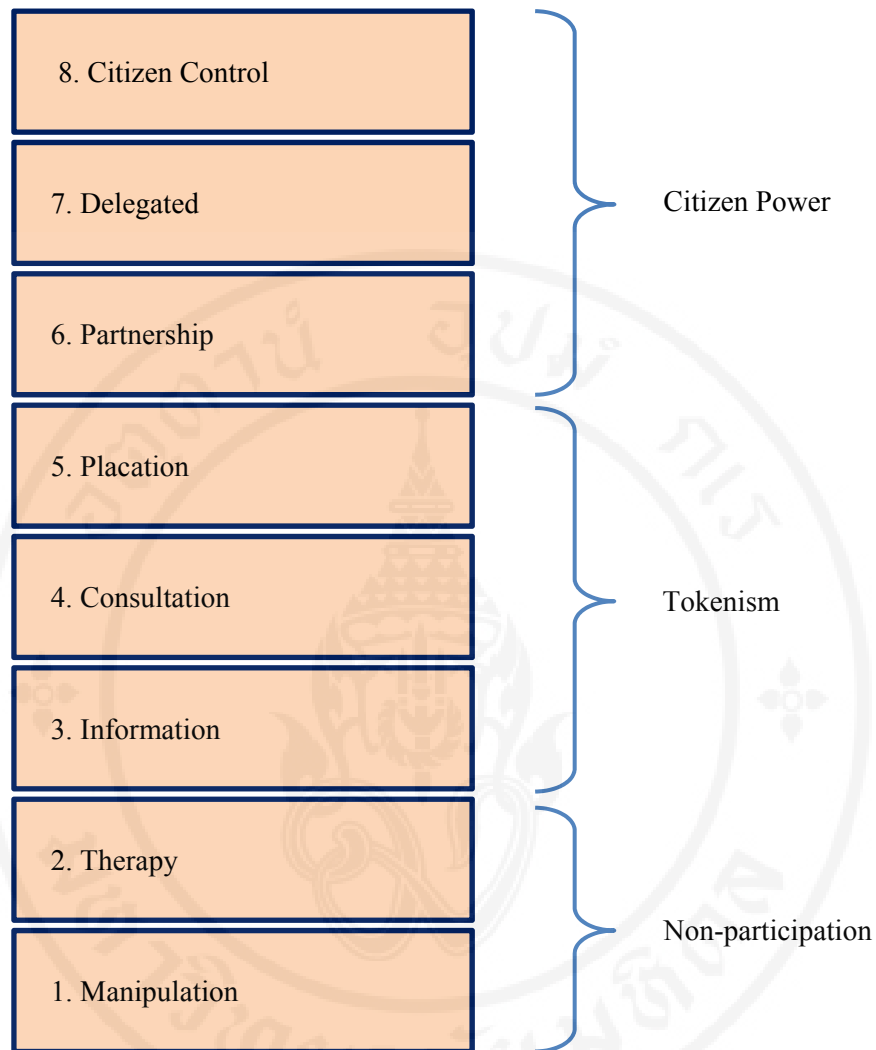 8. Citizen Control
7. Delegated
Citizen Power
6. Partnership
5. Placation
4. Consultation
Tokenism
3. Information
2. Therapy
Non-participation
1. Manipulation